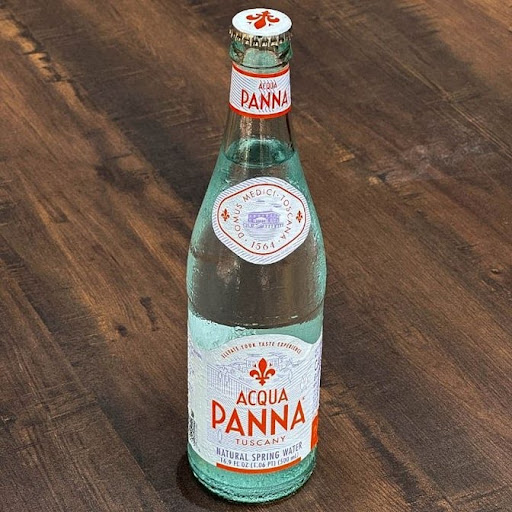 ACQUA
PANNA
DOMUS MEDICI · TOSCANA
· 1564 ·
ELEVATE YOUR TASTE EXPERIENCE
ACQUA
PANNA
TUSCANY
NATURAL SPRING WATER
16.9 FL OZ (1.06 PT) (500 mL)